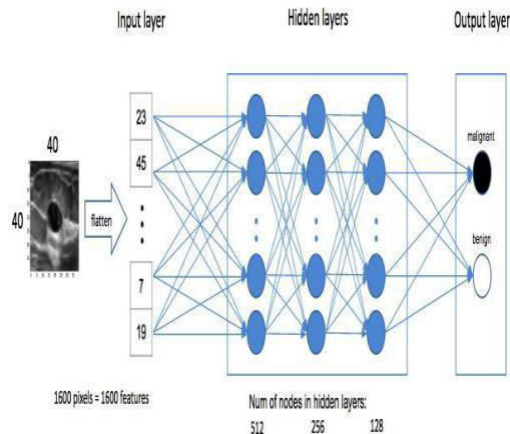 Input layer
Hidden layers
Output layer
23
45
7
19
40
40
flatten
malignant
benign
1600 pixels = 1600 features
Num of nodes in hidden layers:
512 256 128